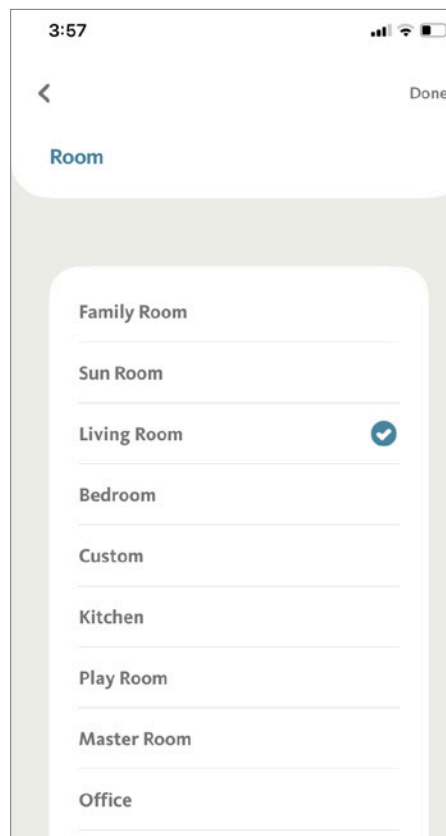 3:57
Done
Room
Family Room
Sun Room
Living Room
Bedroom
Custom
Kitchen
Play Room
Master Room
Office